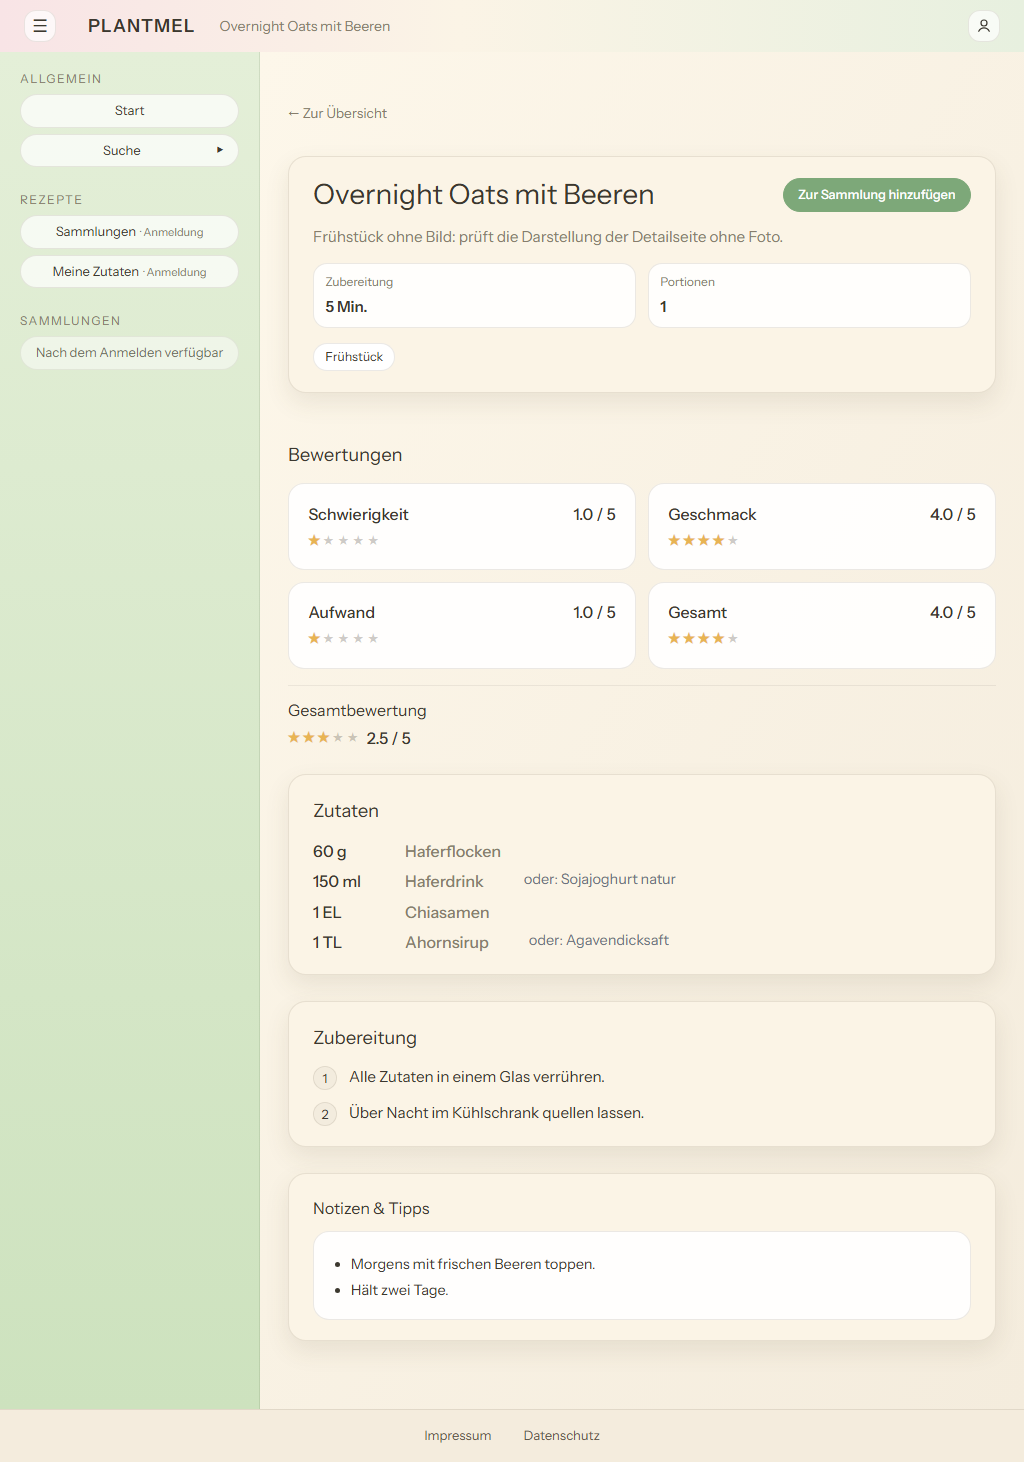 PLANTMEL
Overnight Oats mit Beeren
ALLGEMEIN
Start
Suche
REZEPTE
Sammlungen · Anmeldung
Meine Zutaten · Anmeldung
SAMMLUNGEN
Nach dem Anmelden verfügbar
← Zur Übersicht
Overnight Oats mit Beeren
Zur Sammlung hinzufügen
Frühstück ohne Bild: prüft die Darstellung der Detailseite ohne Foto.
Zubereitung
5 Min.
Portionen
1
Frühstück
Bewertungen
Schwierigkeit 1.0 / 5
Geschmack 4.0 / 5
Aufwand 1.0 / 5
Gesamt 4.0 / 5
Gesamtbewertung
2.5 / 5
Zutaten
60 g Haferflocken
150 ml Haferdrink oder: Sojajoghurt natur
1 EL Chiasamen
1 TL Ahornsirup oder: Agavendicksaft
Zubereitung
1 Alle Zutaten in einem Glas verrühren.
2 Über Nacht im Kühlschrank quellen lassen.
Notizen & Tipps
• Morgens mit frischen Beeren toppen.
• Hält zwei Tage.
Impressum Datenschutz